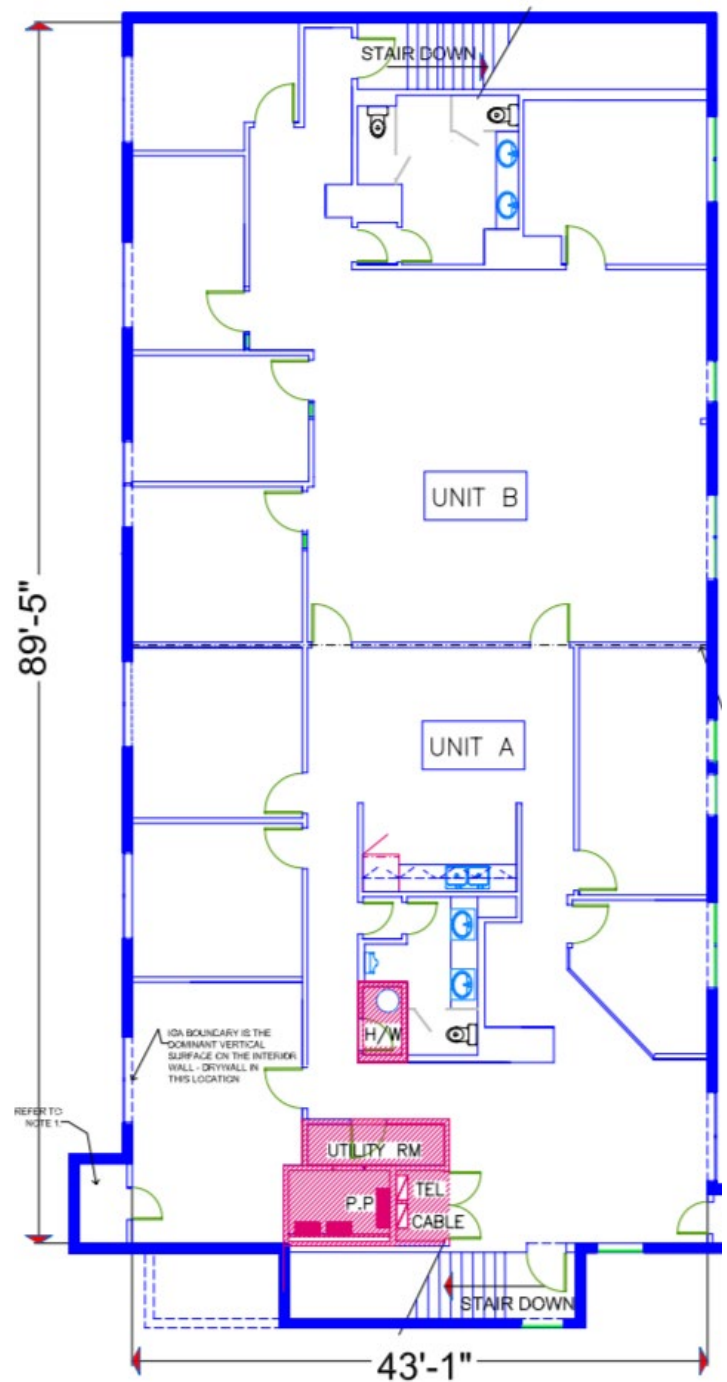 STAIR DOWN
UNIT B
89'-5"
UNIT A
H/W
IGA BOUNDARY IS THE
DOMINANT VERTICAL
SURFACE ON THE INTERIOR
WALL - DRYWALL IN
THIS LOCATION
REFER TO
NOTE 1.
UTILITY RM
P.P
TEL
CABLE
STAIR DOWN
43'-1"